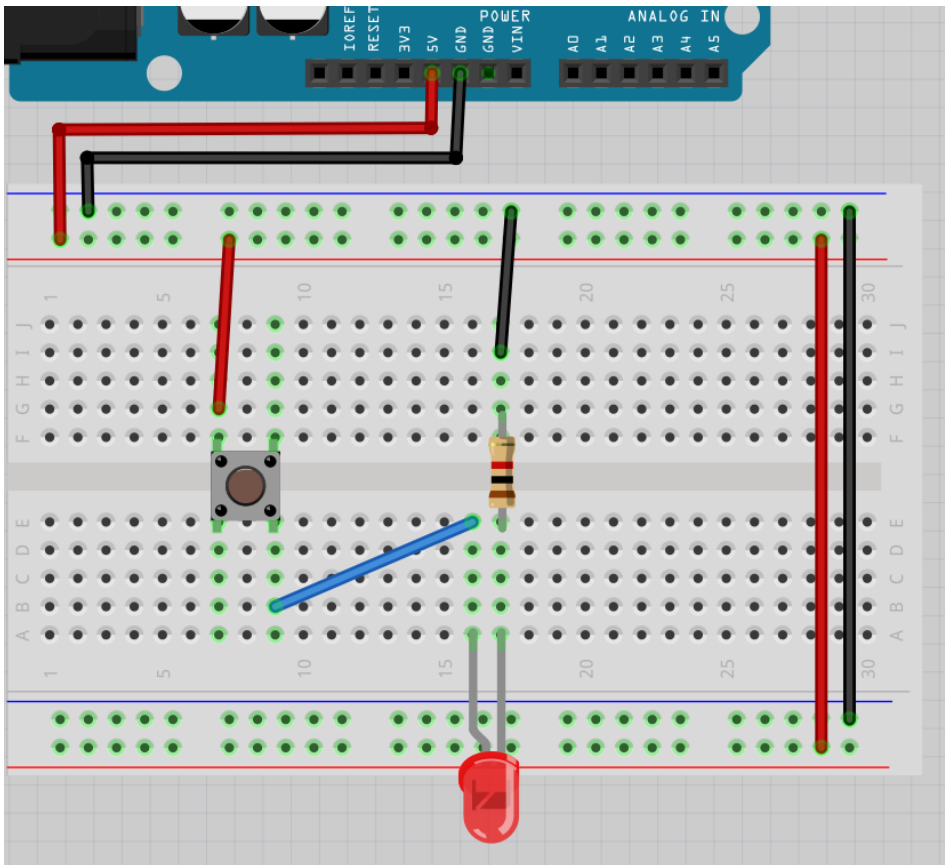 POWER ANALOG IN
IOREF RESET 3V3 5V GND GND VIN A0 A1 A2 A3 A4 A5
1 5 10 15 20 25 30
J J
I I
H H
G G
F F
E E
D D
C C
B B
A A
1 5 10 15 20 25 30